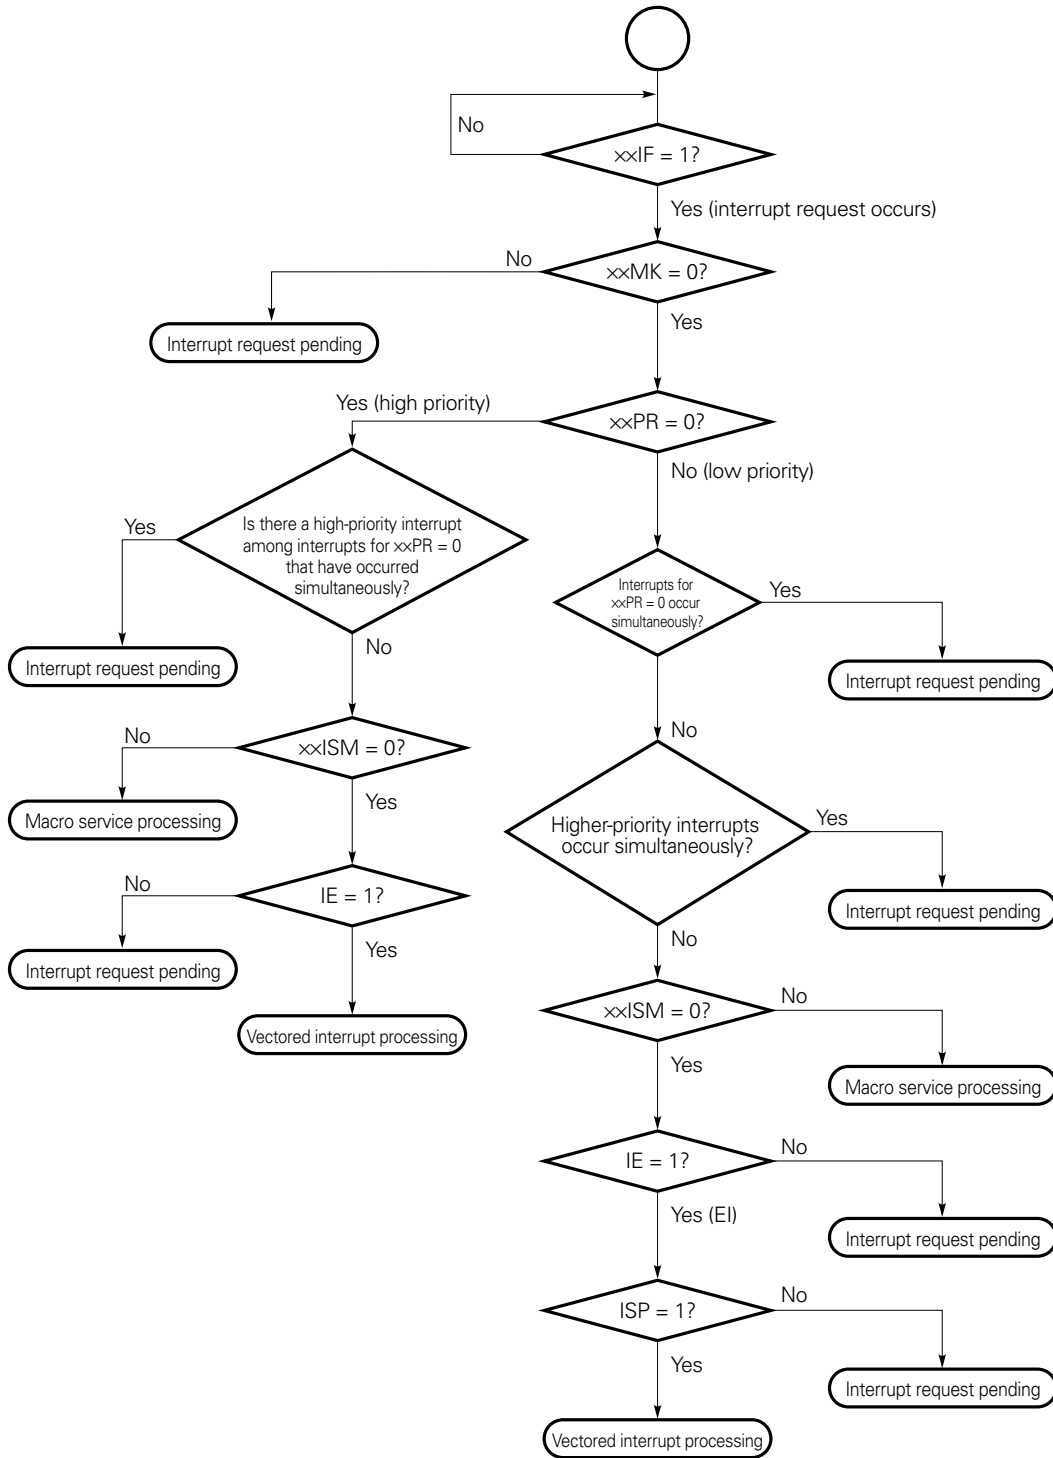 No
××IF = 1?
Yes (interrupt request occurs)
No
××MK = 0?
Interrupt request pending
Yes
Yes (high priority)
××PR = 0?
No (low priority)
Yes
Is there a high-priority interrupt
among interrupts for ××PR = 0
that have occurred
simultaneously?
Interrupts for
××PR = 0 occur
simultaneously?
Yes
No
Interrupt request pending
Interrupt request pending
No
No
××ISM = 0?
Yes
Macro service processing
Higher-priority interrupts
occur simultaneously?
Yes
No
IE = 1?
Interrupt request pending
Yes
No
Interrupt request pending
××ISM = 0?
No
Vectored interrupt processing
Yes
Macro service processing
IE = 1?
No
Yes (EI)
Interrupt request pending
ISP = 1?
No
Yes
Interrupt request pending
Vectored interrupt processing